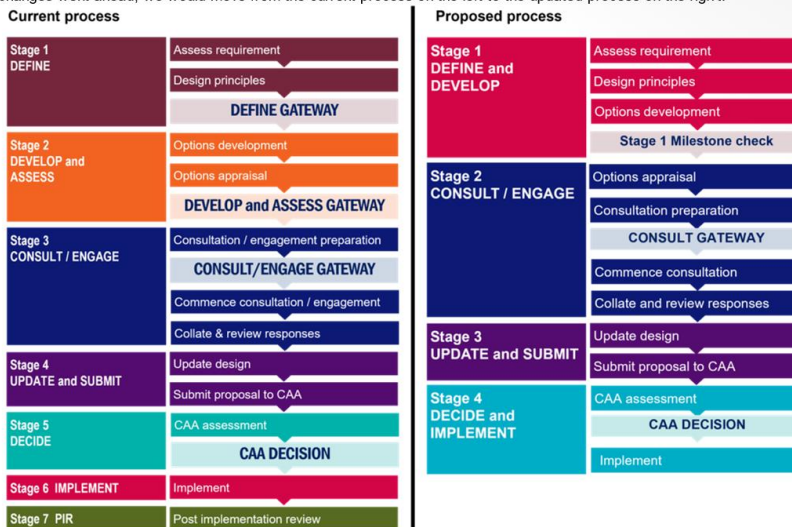 changes went ahead, we would move from the current process on the left to the updated process on the right.
Current process
Stage 1
DEFINE
Assess requirement
Design principles
DEFINE GATEWAY
Stage 2
DEVELOP and
ASSESS
Options development
Options appraisal
DEVELOP and ASSESS GATEWAY
Stage 3
CONSULT / ENGAGE
Consultation / engagement preparation
CONSULT/ENGAGE GATEWAY
Commence consultation / engagement
Collate & review responses
Stage 4
UPDATE and SUBMIT
Update design
Submit proposal to CAA
Stage 5
DECIDE
CAA assessment
CAA DECISION
Stage 6 IMPLEMENT
Implement
Stage 7 PIR
Post implementation review
Proposed process
Stage 1
DEFINE and
DEVELOP
Assess requirement
Design principles
Options development
Stage 1 Milestone check
Stage 2
CONSULT / ENGAGE
Options appraisal
Consultation preparation
CONSULT GATEWAY
Commence consultation
Collate and review responses
Stage 3
UPDATE and SUBMIT
Update design
Submit proposal to CAA
Stage 4
DECIDE and
IMPLEMENT
CAA assessment
CAA DECISION
Implement